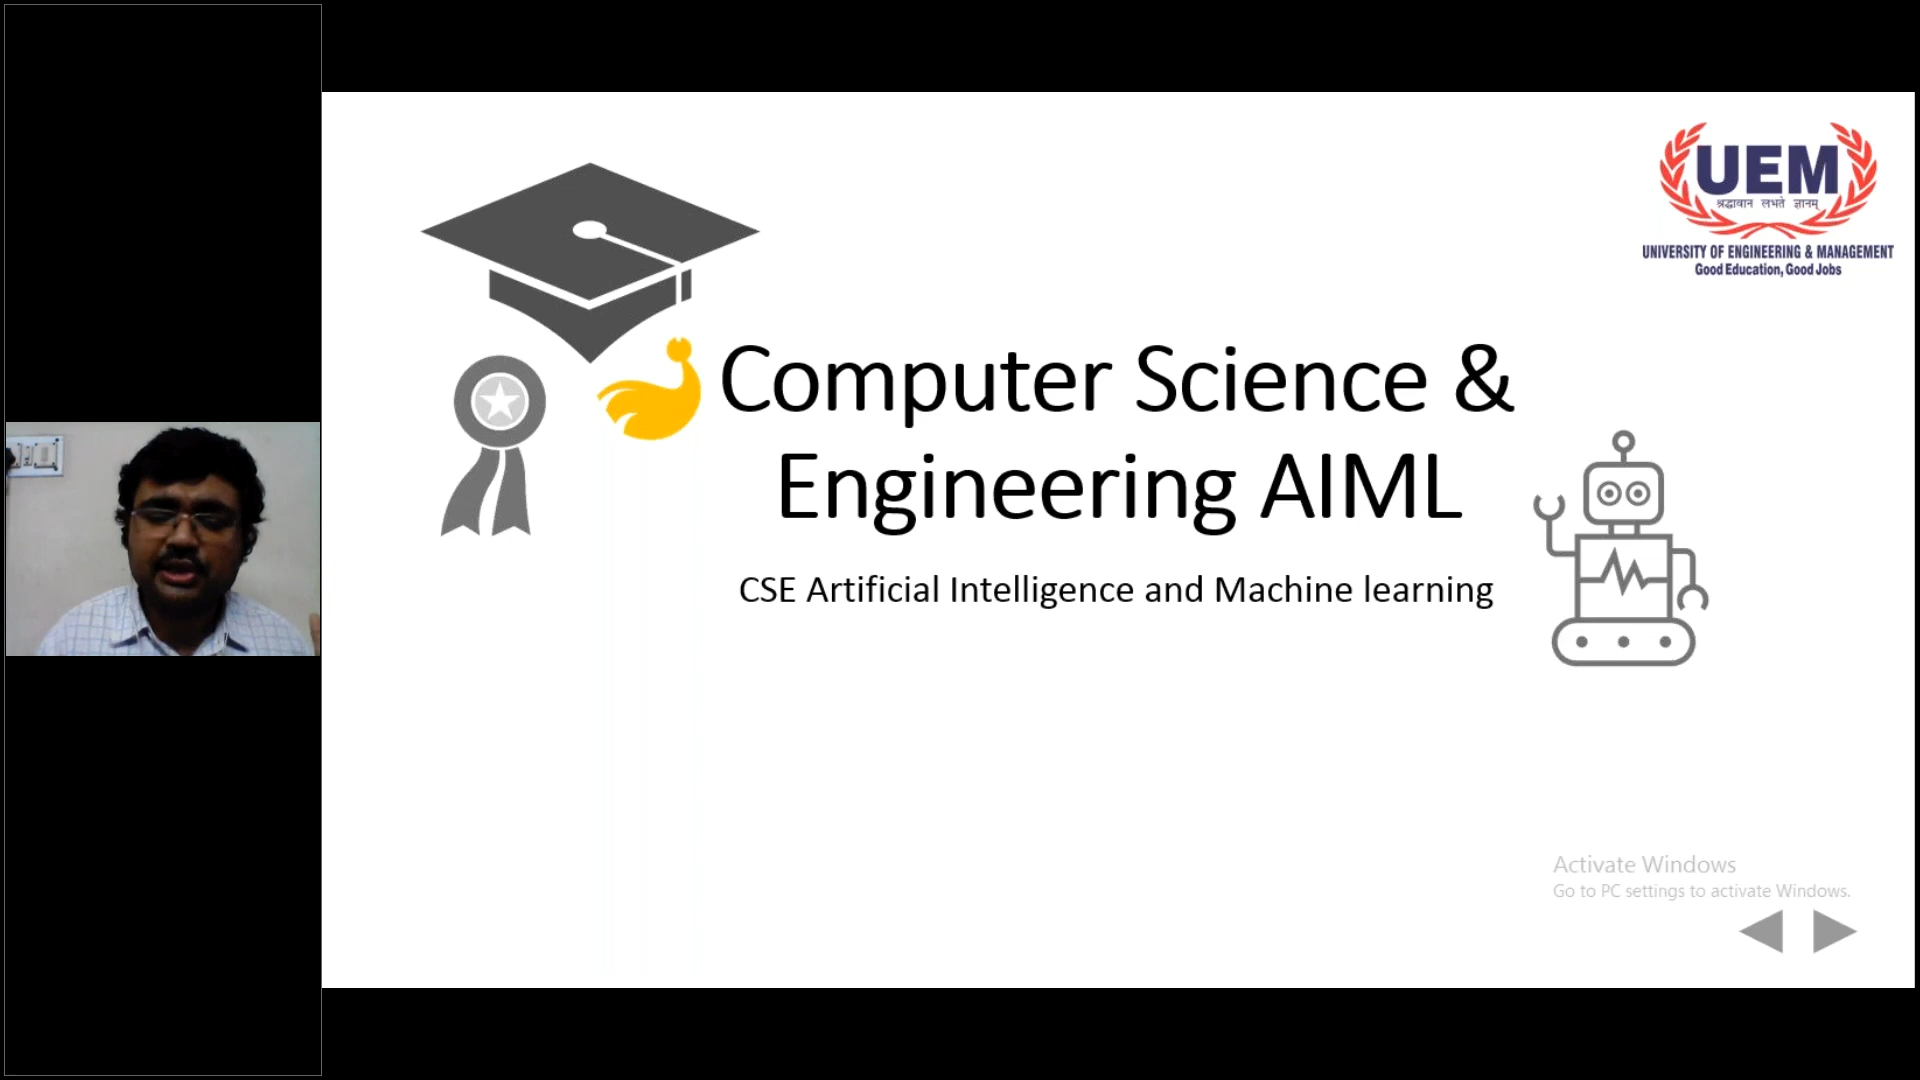 UEM
श्रद्धावान लभते ज्ञानम्
UNIVERSITY OF ENGINEERING & MANAGEMENT
Good Education, Good Jobs
Computer Science &
Engineering AIML
CSE Artificial Intelligence and Machine learning
Activate Windows
Go to PC settings to activate Windows.